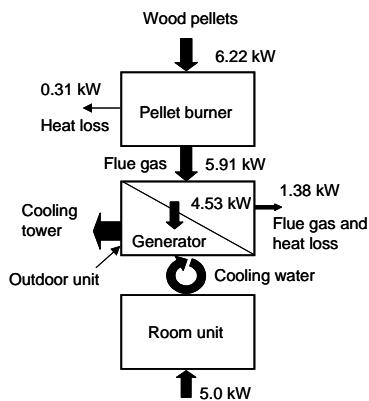 Wood pellets
6.22 kW
0.31 kW
Heat loss
Pellet burner
Flue gas
5.91 kW
4.53 kW
1.38 kW
Flue gas and
heat loss
Cooling
tower
Generator
Outdoor unit
Cooling water
Room unit
5.0 kW